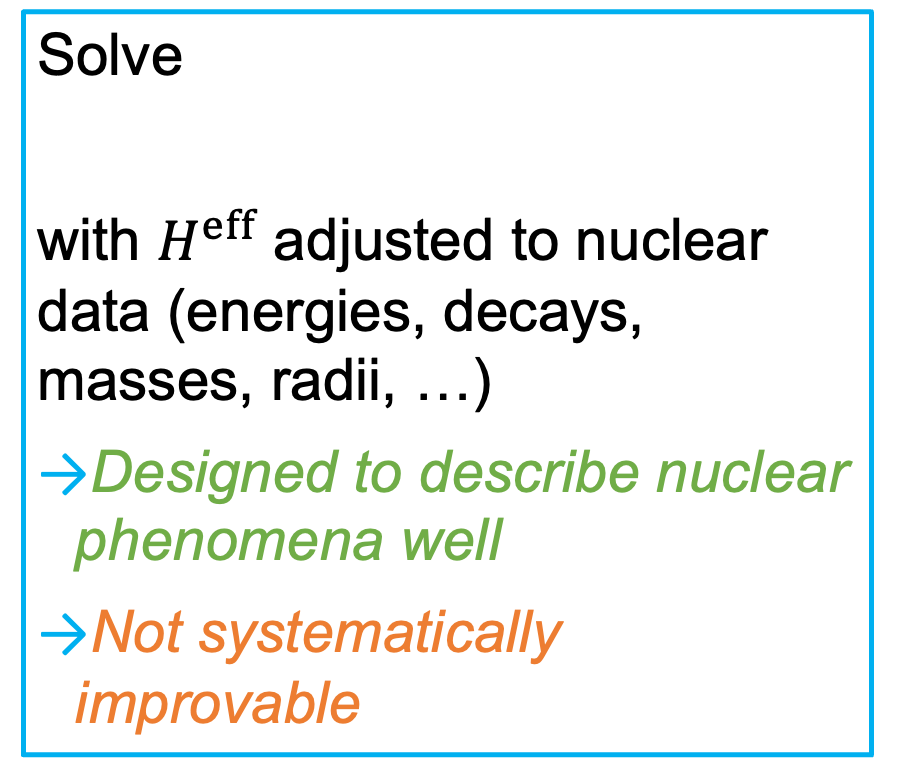 Solve
with H^eff adjusted to nuclear
data (energies, decays,
masses, radii, …)
→Designed to describe nuclear
phenomena well
→Not systematically
improvable